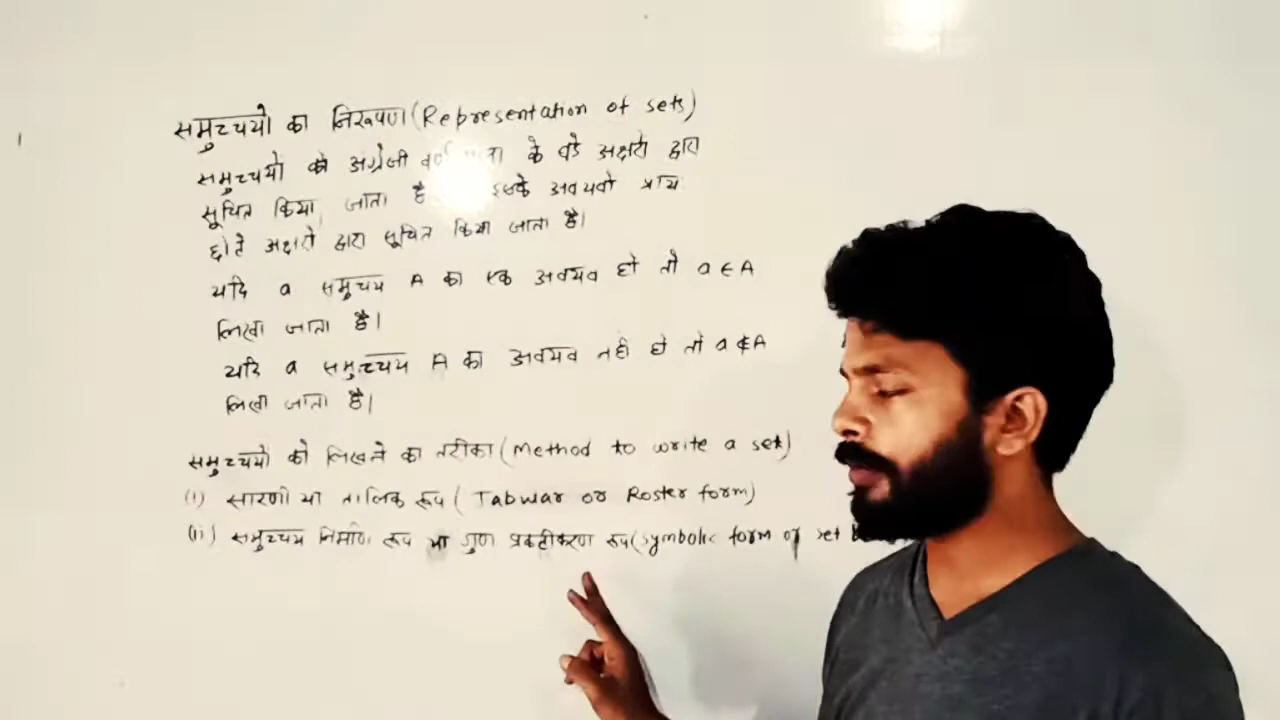 समुच्चयो का निरूपण (Representation of sets)
समुच्चयों को अंग्रेजी के बडे अक्षरो द्वारा
सूचित किया जाता है इसके अवयवो प्राय
छोटे अक्षरो द्वारा सूचित किया जाता है।
यदि a समुचय A का एक अवयव हो तो a ∈ A
लिखा जाता है।
यदि a समुच्चय A का अवयव नही हो तो a ∉ A
लिखा जाता है।
समुच्चयों को लिखने का तरीका (Method to write a set)
(i) सारणी या तालिक रूप (Tabular or Roster form)
(ii) समुच्चय निर्माण रूप या गुण प्रकटीकरण रूप (symbolic form or set